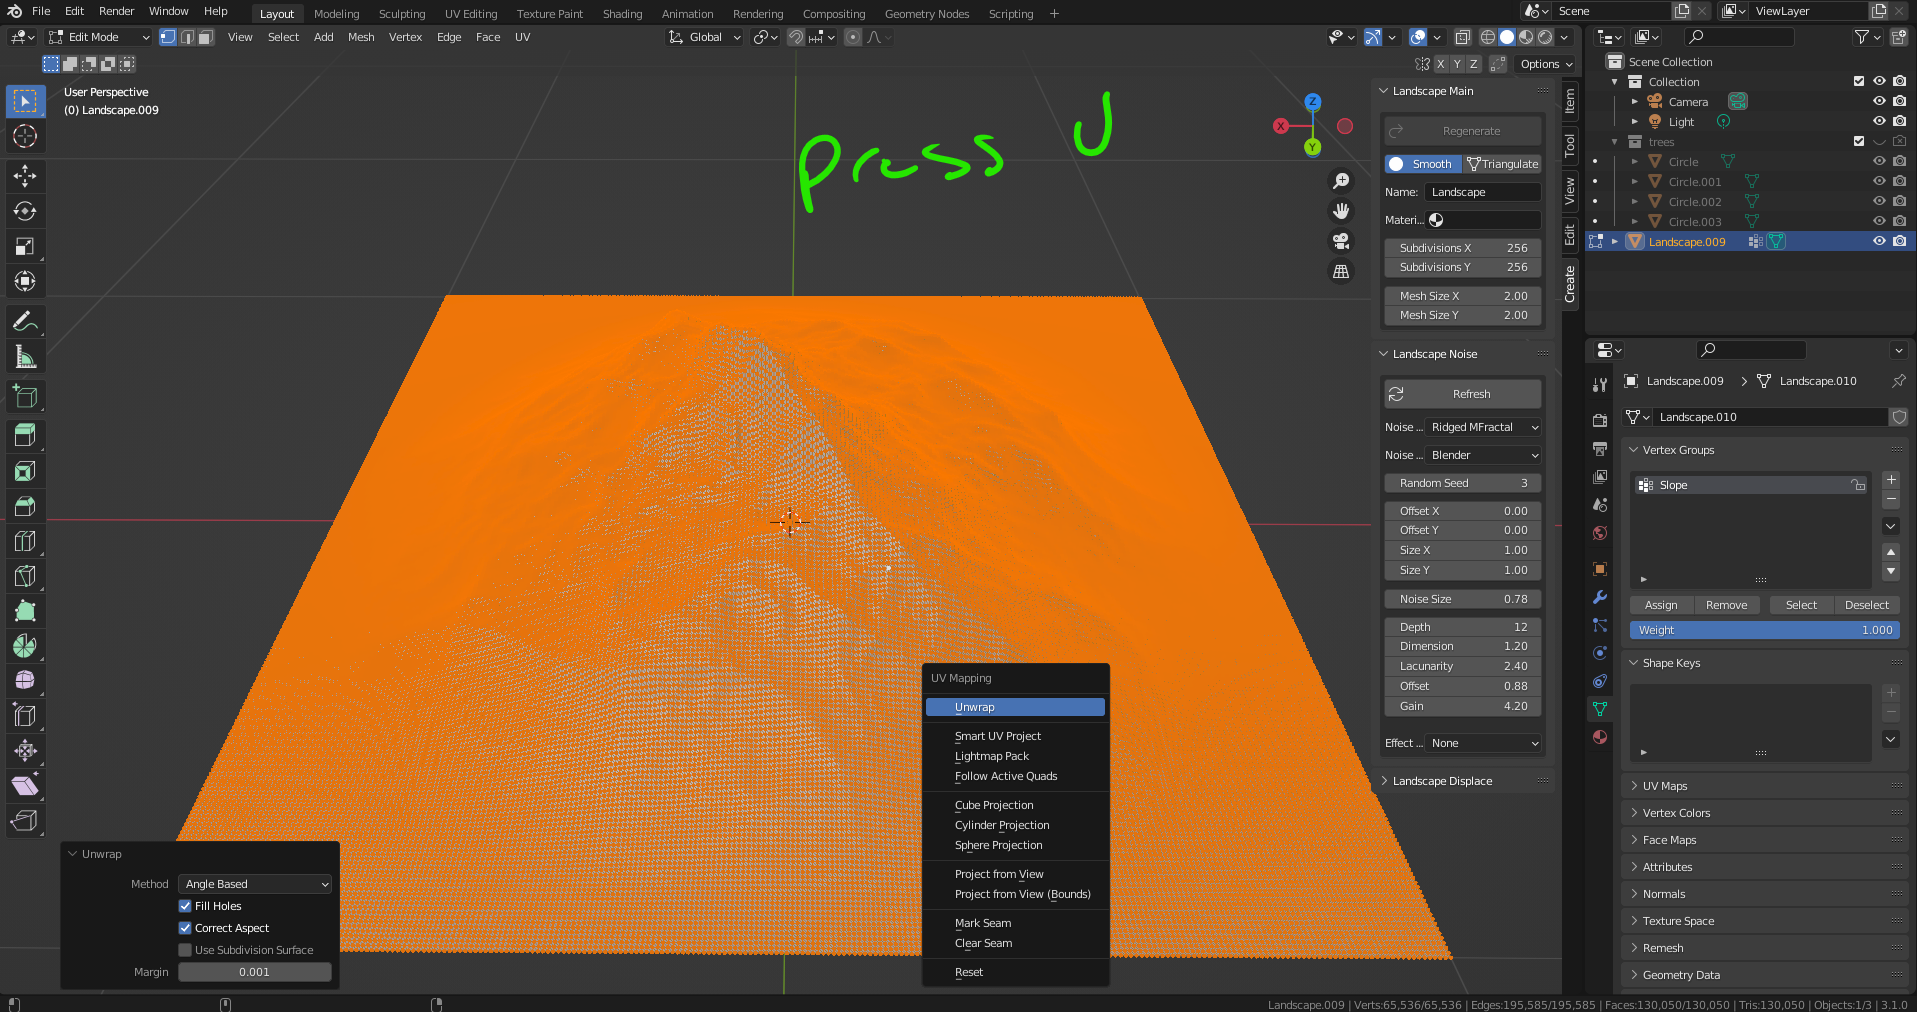 File Edit Render Window Help Layout Modeling Sculpting UV Editing Texture Paint Shading Animation Rendering Compositing Geometry Nodes Scripting + Scene ViewLayer
Edit Mode View Select Add Mesh Vertex Edge Face UV Global
X Y Z Options
User Perspective
(0) Landscape.009
press U
Z
X
Y
Landscape Main
Regenerate
Smooth Triangulate
Name: Landscape
Materi...
Subdivisions X 256
Subdivisions Y 256
Mesh Size X 2.00
Mesh Size Y 2.00
Landscape Noise
Refresh
Noise ... Ridged MFractal
Noise ... Blender
Random Seed 3
Offset X 0.00
Offset Y 0.00
Size X 1.00
Size Y 1.00
Noise Size 0.78
Depth 12
Dimension 1.20
Lacunarity 2.40
Offset 0.88
Gain 4.20
Effect ... None
Landscape Displace
Item
Tool
View
Edit
Create
Scene Collection
Collection
Camera
Light
trees
Circle
Circle.001
Circle.002
Circle.003
Landscape.009
Landscape.009 Landscape.010
Landscape.010
Vertex Groups
Slope
Assign Remove Select Deselect
Weight 1.000
Shape Keys
UV Maps
Vertex Colors
Face Maps
Attributes
Normals
Texture Space
Remesh
Geometry Data
UV Mapping
Unwrap
Smart UV Project
Lightmap Pack
Follow Active Quads
Cube Projection
Cylinder Projection
Sphere Projection
Project from View
Project from View (Bounds)
Mark Seam
Clear Seam
Reset
Unwrap
Method Angle Based
Fill Holes
Correct Aspect
Use Subdivision Surface
Margin 0.001
Landscape.009 | Verts:65,536/65,536 | Edges:195,585/195,585 | Faces:130,050/130,050 | Tris:130,050 | Objects:1/3 | 3.1.0